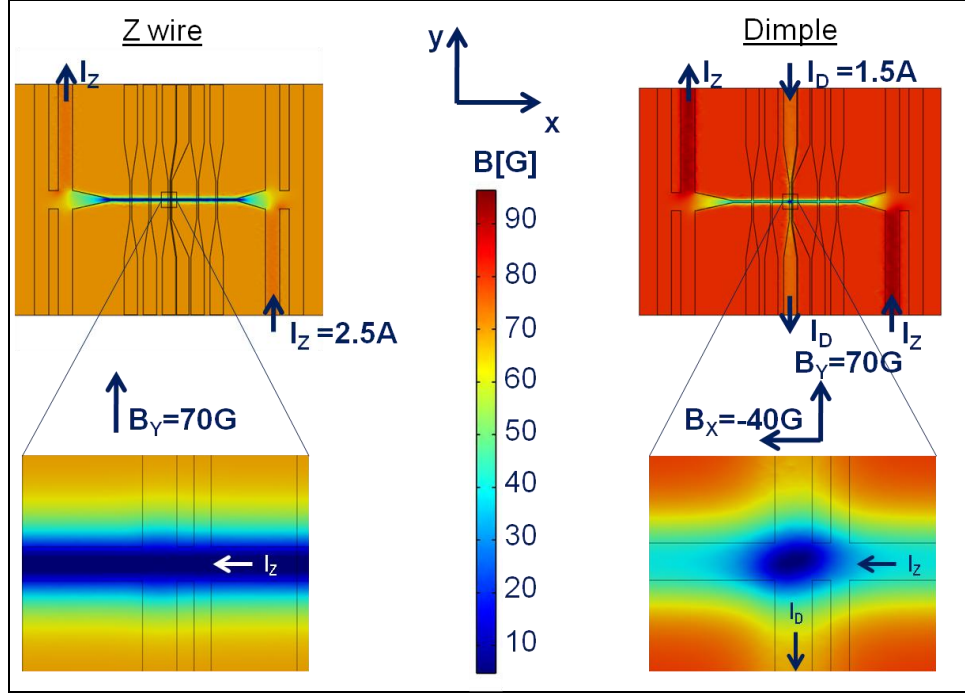 Z wire
Dimple
y
x
I_Z
I_Z =2.5A
B_Y=70G
I_Z
B[G]
90
80
70
60
50
40
30
20
10
I_Z
I_D =1.5A
I_D
I_Z
B_Y=70G
B_X=-40G
I_Z
I_D